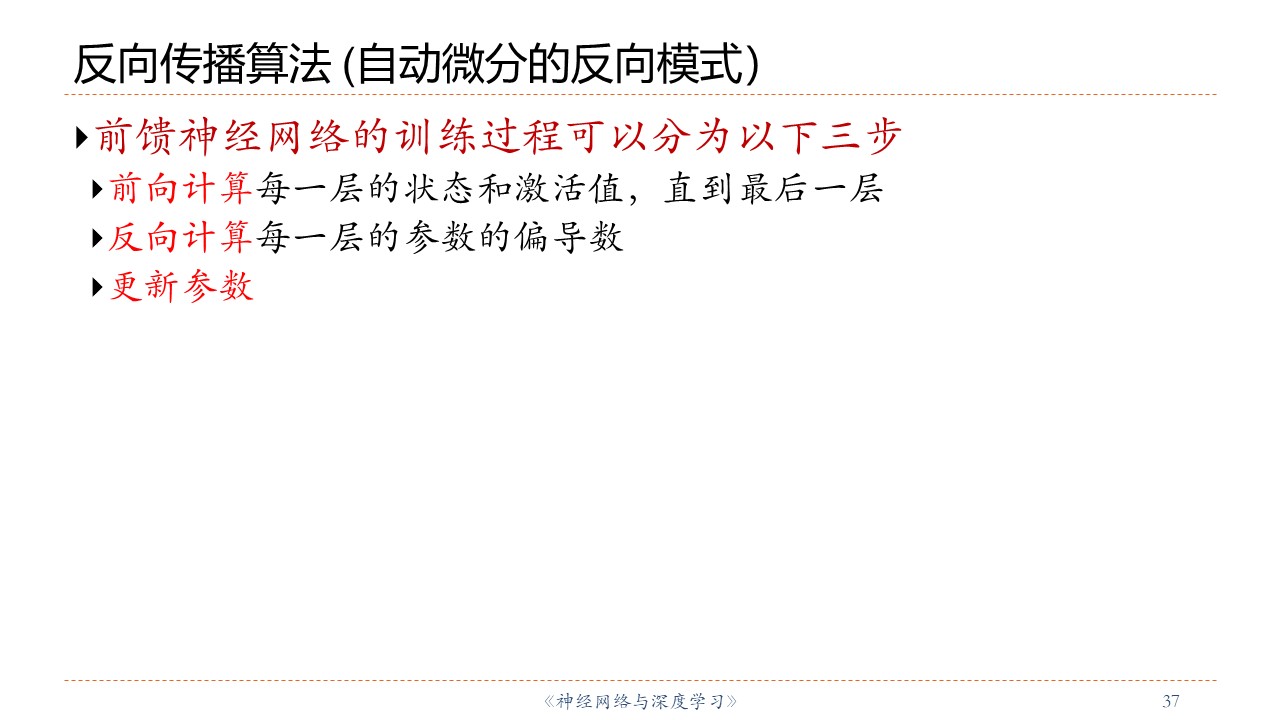 反向传播算法 (自动微分的反向模式)
前馈神经网络的训练过程可以分为以下三步
前向计算每一层的状态和激活值，直到最后一层
反向计算每一层的参数的偏导数
更新参数
《神经网络与深度学习》
37